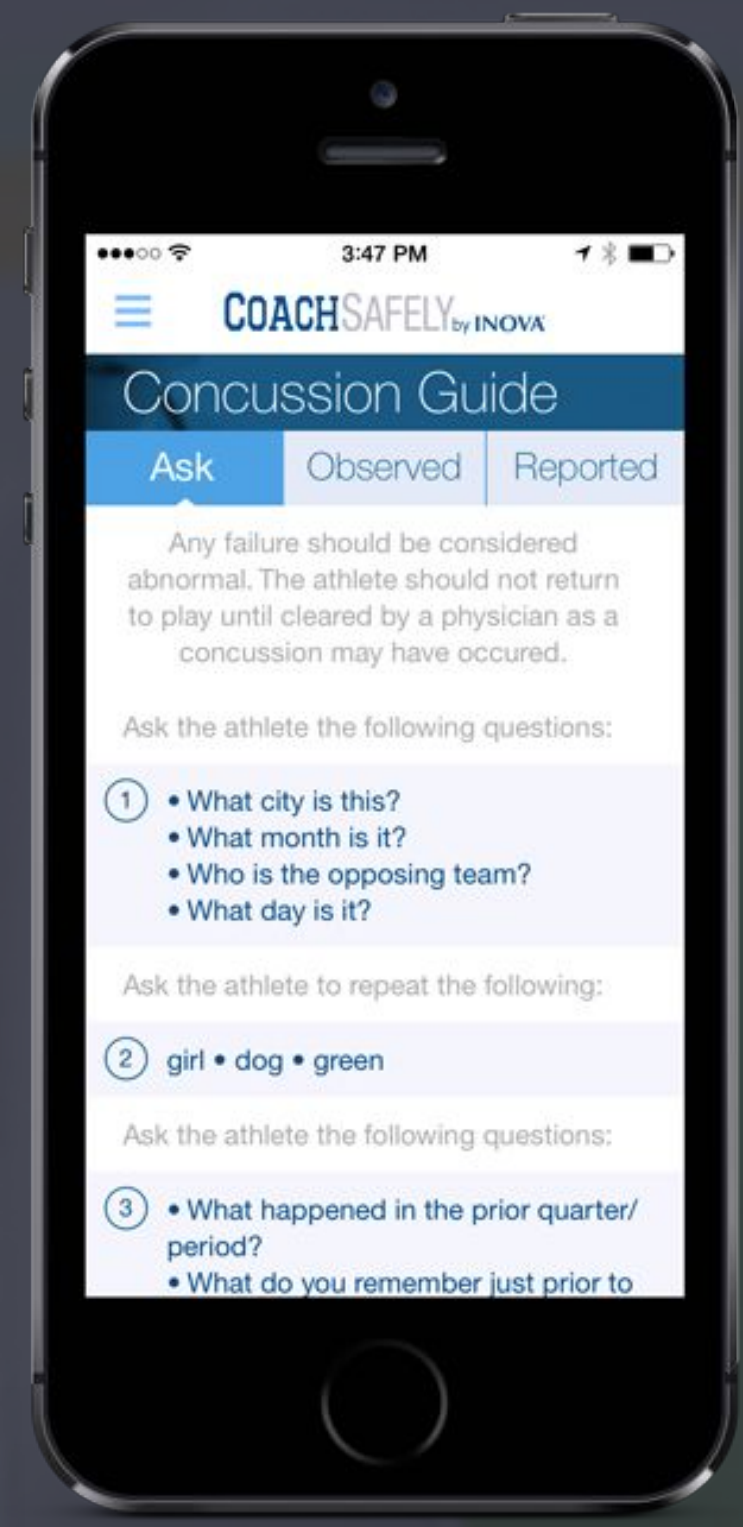 3:47 PM
COACHSAFELY by INOVA
Concussion Guide
Ask Observed Reported
Any failure should be considered
abnormal. The athlete should not return
to play until cleared by a physician as a
concussion may have occured.
Ask the athlete the following questions:
1 • What city is this?
• What month is it?
• Who is the opposing team?
• What day is it?
Ask the athlete to repeat the following:
2 girl • dog • green
Ask the athlete the following questions:
3 • What happened in the prior quarter/
period?
• What do you remember just prior to